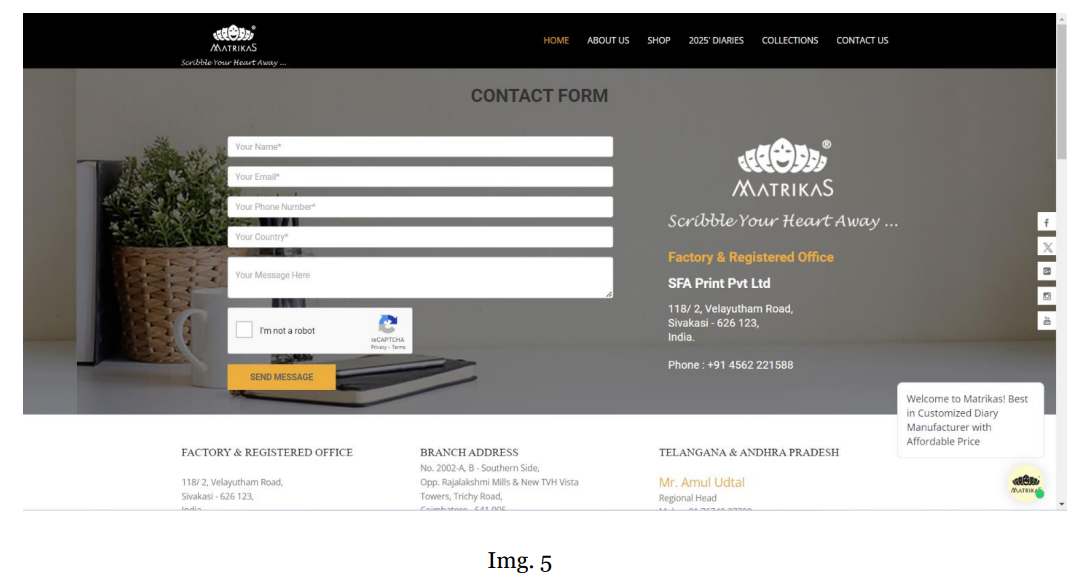 MATRIKAS®
Scribble Your Heart Away ...
HOME ABOUT US SHOP 2025' DIARIES COLLECTIONS CONTACT US
CONTACT FORM
Your Name*
Your Email*
Your Phone Number*
Your Country*
Your Message Here
I'm not a robot
reCAPTCHA
Privacy - Terms
SEND MESSAGE
MATRIKAS®
Scribble Your Heart Away ...
Factory & Registered Office
SFA Print Pvt Ltd
118/ 2, Velayutham Road,
Sivakasi - 626 123,
India.
Phone : +91 4562 221588
Welcome to Matrikas! Best
in Customized Diary
Manufacturer with
Affordable Price
MATRIKAS
FACTORY & REGISTERED OFFICE
118/ 2, Velayutham Road,
Sivakasi - 626 123,
India
BRANCH ADDRESS
No. 2002-A, B - Southern Side,
Opp. Rajalakshmi Mills & New TVH Vista
Towers, Trichy Road,
Coimbatore - 641 005
TELANGANA & ANDHRA PRADESH
Mr. Amul Udtal
Regional Head
Img. 5